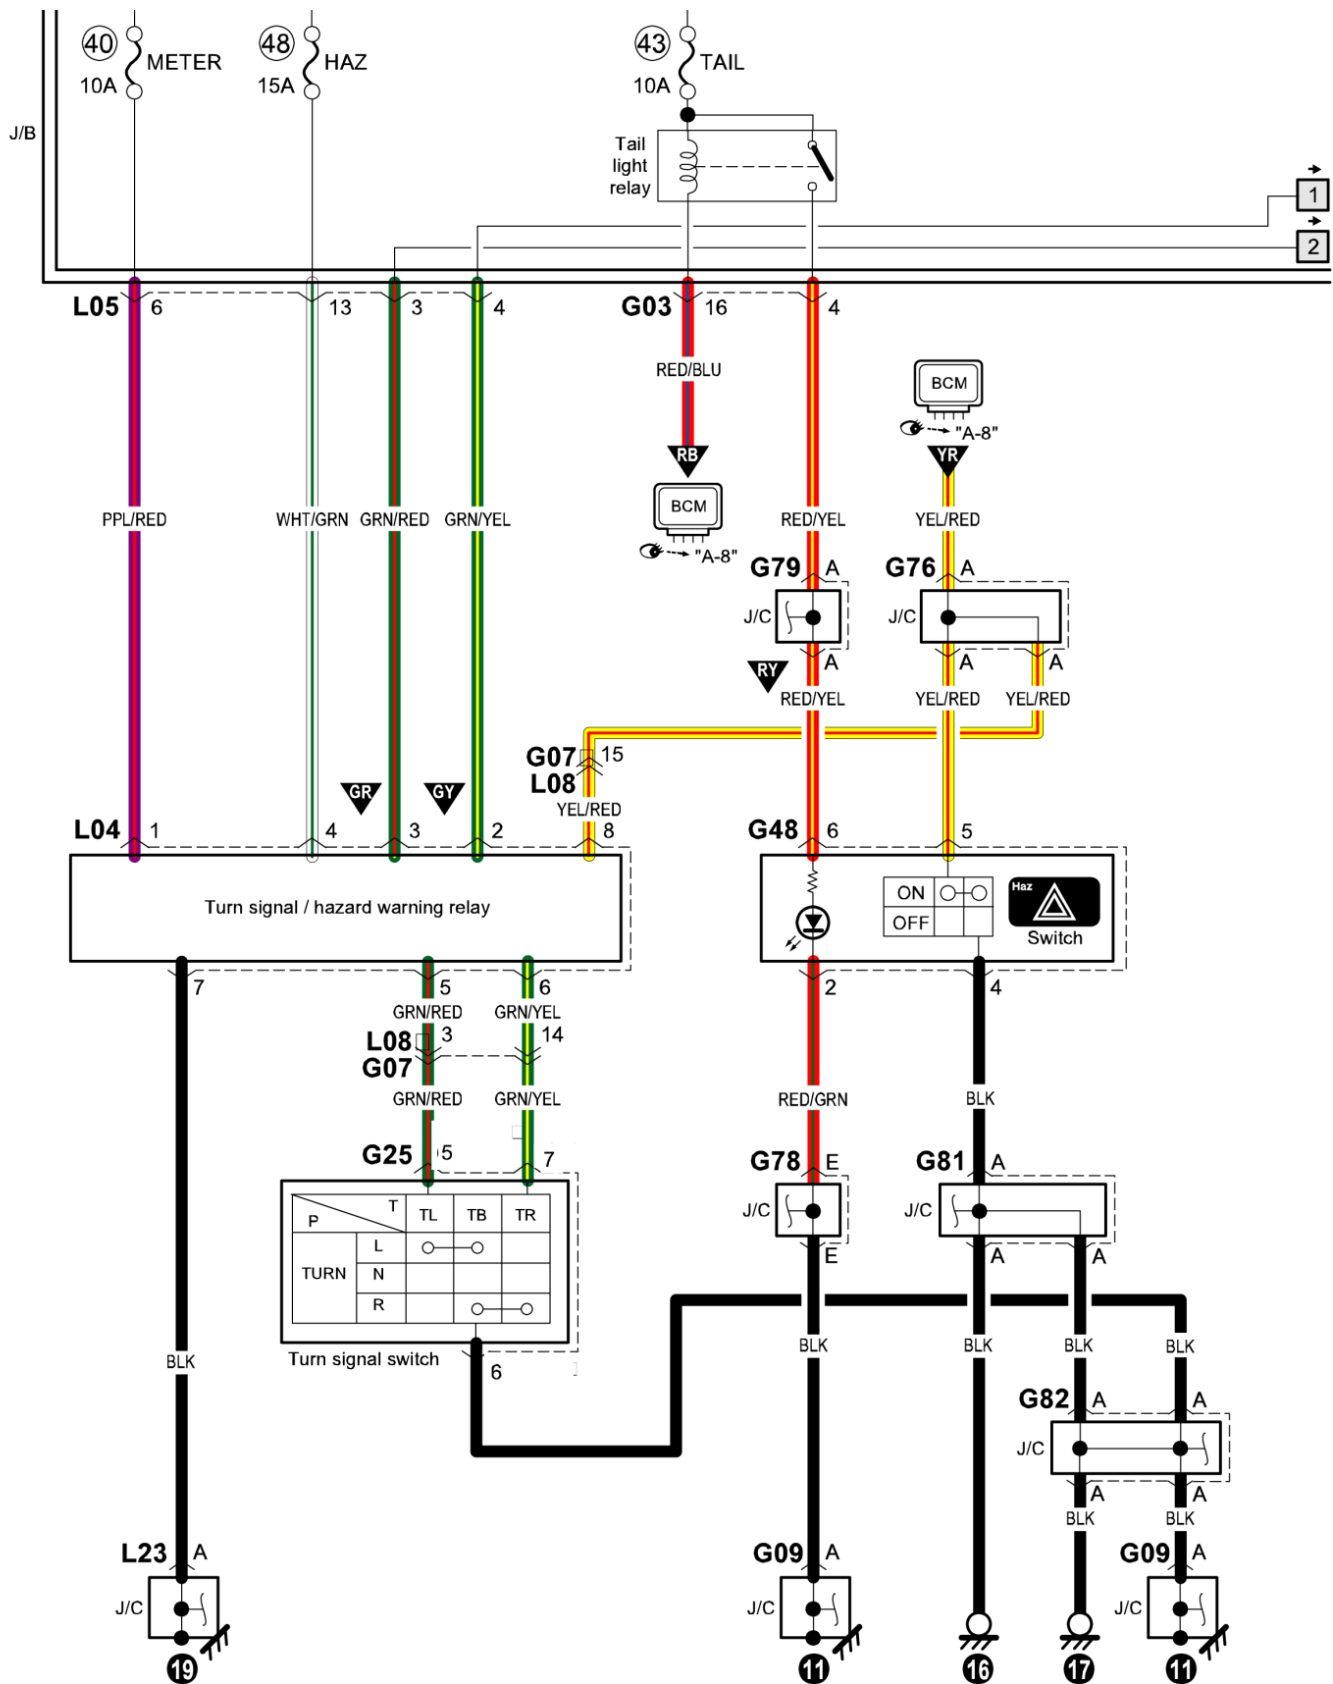 40 METER
10A
48 HAZ
15A
43 TAIL
10A
J/B
Tail
light
relay
1
2
L05 6 13 3 4
G03 16 4
RED/BLU
RB
BCM
"A-8"
BCM
"A-8"
YR
PPL/RED WHT/GRN GRN/RED GRN/YEL
RED/YEL YEL/RED
G79 A
J/C
A
G76 A
J/C
A A
RY
RED/YEL YEL/RED YEL/RED
G07 15
L08
YEL/RED
GR GY
L04 1 4 3 2 8
Turn signal / hazard warning relay
7 5 6
G48 6 5
ON
OFF
Haz
Switch
2 4
GRN/RED GRN/YEL
L08 3 14
G07
GRN/RED GRN/YEL
RED/GRN BLK
G25 5 7
T
P
TL TB TR
TURN
L
N
R
Turn signal switch
6
G78 E
J/C
E
G81 A
J/C
A A
BLK
BLK BLK BLK BLK
G82 A A
J/C
A A
BLK BLK
L23 A
J/C
19
G09 A
J/C
11
16
17
G09 A
J/C
11